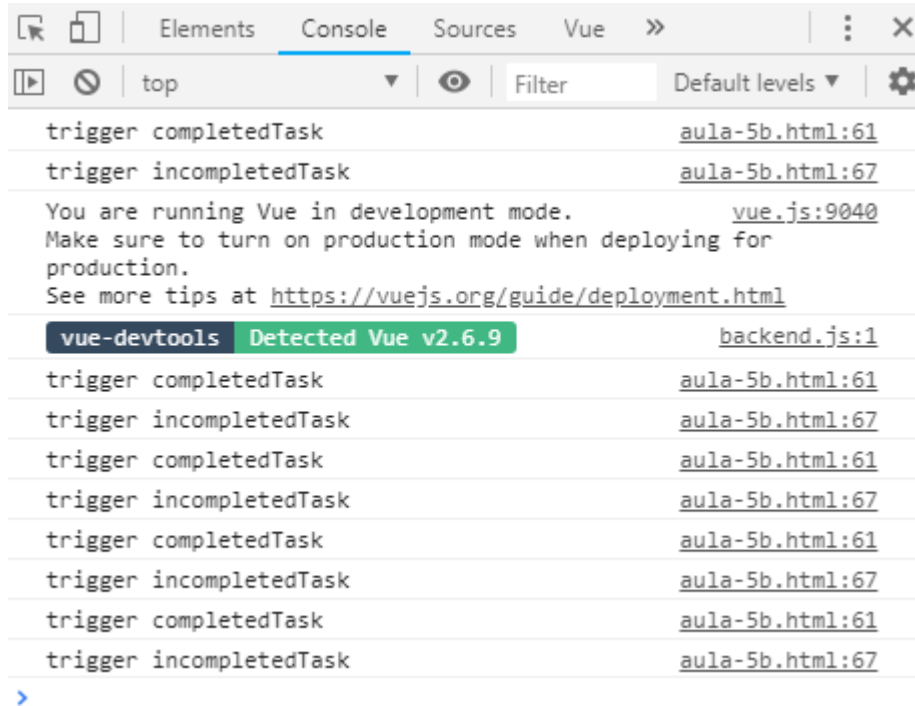 Elements Console Sources Vue »
top Filter Default levels
trigger completedTask aula-5b.html:61
trigger incompletedTask aula-5b.html:67
You are running Vue in development mode. vue.js:9040
Make sure to turn on production mode when deploying for
production.
See more tips at https://vuejs.org/guide/deployment.html
vue-devtools Detected Vue v2.6.9 backend.js:1
trigger completedTask aula-5b.html:61
trigger incompletedTask aula-5b.html:67
trigger completedTask aula-5b.html:61
trigger incompletedTask aula-5b.html:67
trigger completedTask aula-5b.html:61
trigger incompletedTask aula-5b.html:67
trigger completedTask aula-5b.html:61
trigger incompletedTask aula-5b.html:67